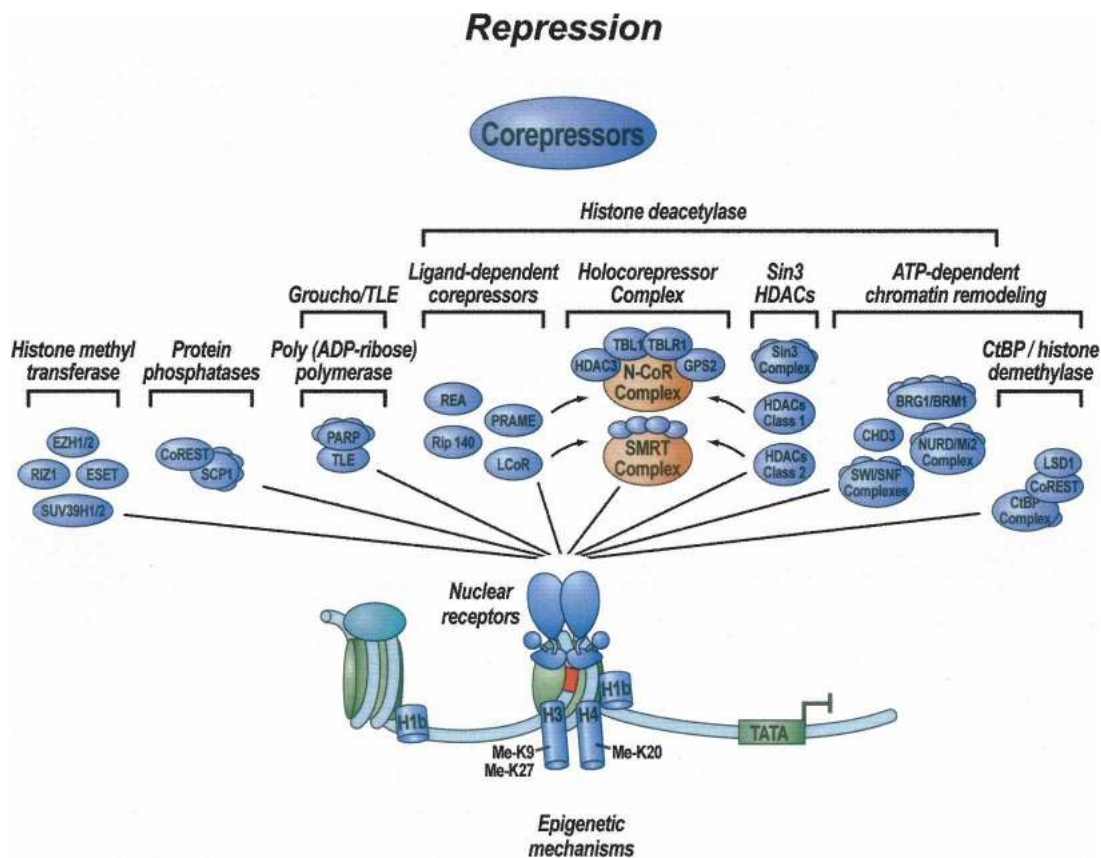 Repression
Corepressors
Histone deacetylase
Ligand-dependent
corepressors
Holocorepressor
Complex
Sin3
HDACs
ATP-dependent
chromatin remodeling
Groucho/TLE
Histone methyl
transferase
Protein
phosphatases
Poly (ADP-ribose)
polymerase
CtBP / histone
demethylase
EZH1/2
RIZ1
ESET
SUV39H1/2
CoREST
SCP1
PARP
TLE
REA
PRAME
Rip 140
LCoR
TBL1
TBLR1
HDAC3
GPS2
N-CoR
Complex
SMRT
Complex
Sin3
Complex
HDACs
Class 1
HDACs
Class 2
BRG1/BRM1
CHD3
NURD/Mi2
Complex
SWI/SNF
Complexes
LSD1
CoREST
CtBP
Complex
Nuclear
receptors
H1b
H3
H4
H1b
TATA
Me-K9
Me-K27
Me-K20
Epigenetic
mechanisms